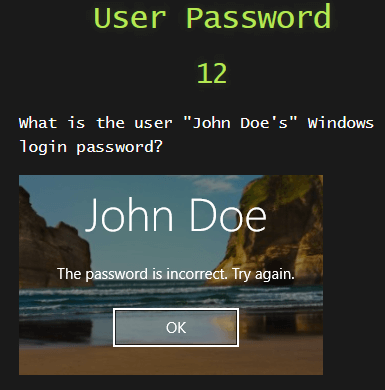 User Password
12
What is the user "John Doe's" Windows
login password?
John Doe
The password is incorrect. Try again.
OK